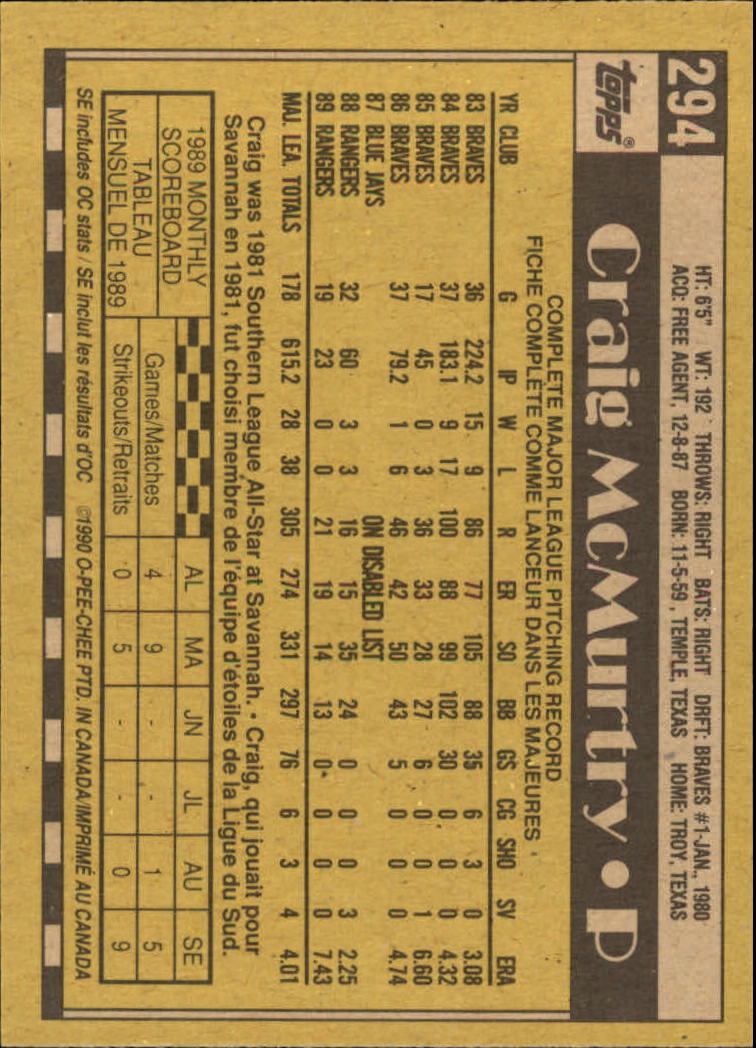 294
HT: 6'5" WT: 192 THROWS: RIGHT BATS: RIGHT DRFT: BRAVES #1-JAN., 1980
ACQ: FREE AGENT, 12-8-87 BORN: 11-5-59, TEMPLE, TEXAS HOME: TROY, TEXAS
topps® Craig McMurtry • P
COMPLETE MAJOR LEAGUE PITCHING RECORD
FICHE COMPLÈTE COMME LANCEUR DANS LES MAJEURES
YR CLUB G IP W L R ER SO BB GS CG SHO SV ERA
83 BRAVES 36 224.2 15 9 86 77 105 88 35 6 3 0 3.08
84 BRAVES 37 183.1 9 17 100 88 99 102 30 0 0 0 4.32
85 BRAVES 17 45 0 3 36 33 28 27 6 0 0 1 6.60
86 BRAVES 37 79.2 1 6 46 42 50 43 5 0 0 0 4.74
87 BLUE JAYS ON DISABLED LIST
88 RANGERS 32 60 3 3 16 15 35 24 0 0 0 3 2.25
89 RANGERS 19 23 0 0 21 19 14 13 0 0 0 0 7.43
MAJ. LEA. TOTALS 178 615.2 28 38 305 274 331 297 76 6 3 4 4.01
Craig was 1981 Southern League All-Star at Savannah. • Craig, qui jouait pour
Savannah en 1981, fut choisi membre de l'équipe d'étoiles de la Ligue du Sud.
1989 MONTHLY SCOREBOARD
TABLEAU MENSUEL DE 1989
AL MA JN JL AU SE
Games/Matches 4 9 - - 1 5
Strikeouts/Retraits 0 5 - - 0 9
SE includes OC stats / SE inclut les résultats d'OC ©1990 O-PEE-CHEE PTD. IN CANADA/IMPRIMÉ AU CANADA